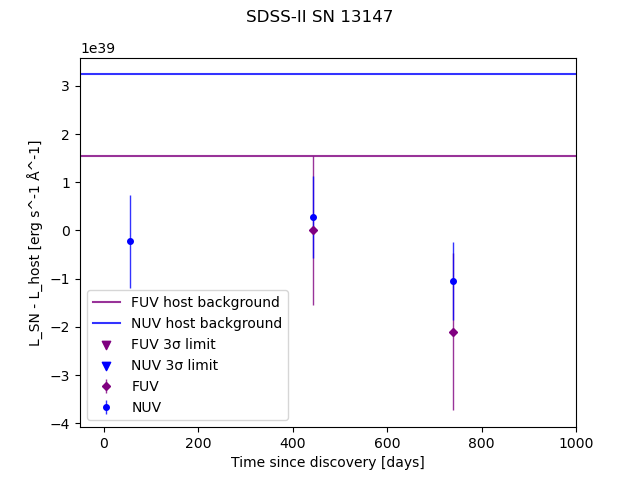 SDSS-II SN 13147
1e39
3
2
1
0
−1
−2
−3
−4
L_SN - L_host [erg s^-1 Å^-1]
FUV host background
NUV host background
FUV 3σ limit
NUV 3σ limit
FUV
NUV
0
200
400
600
800
1000
Time since discovery [days]